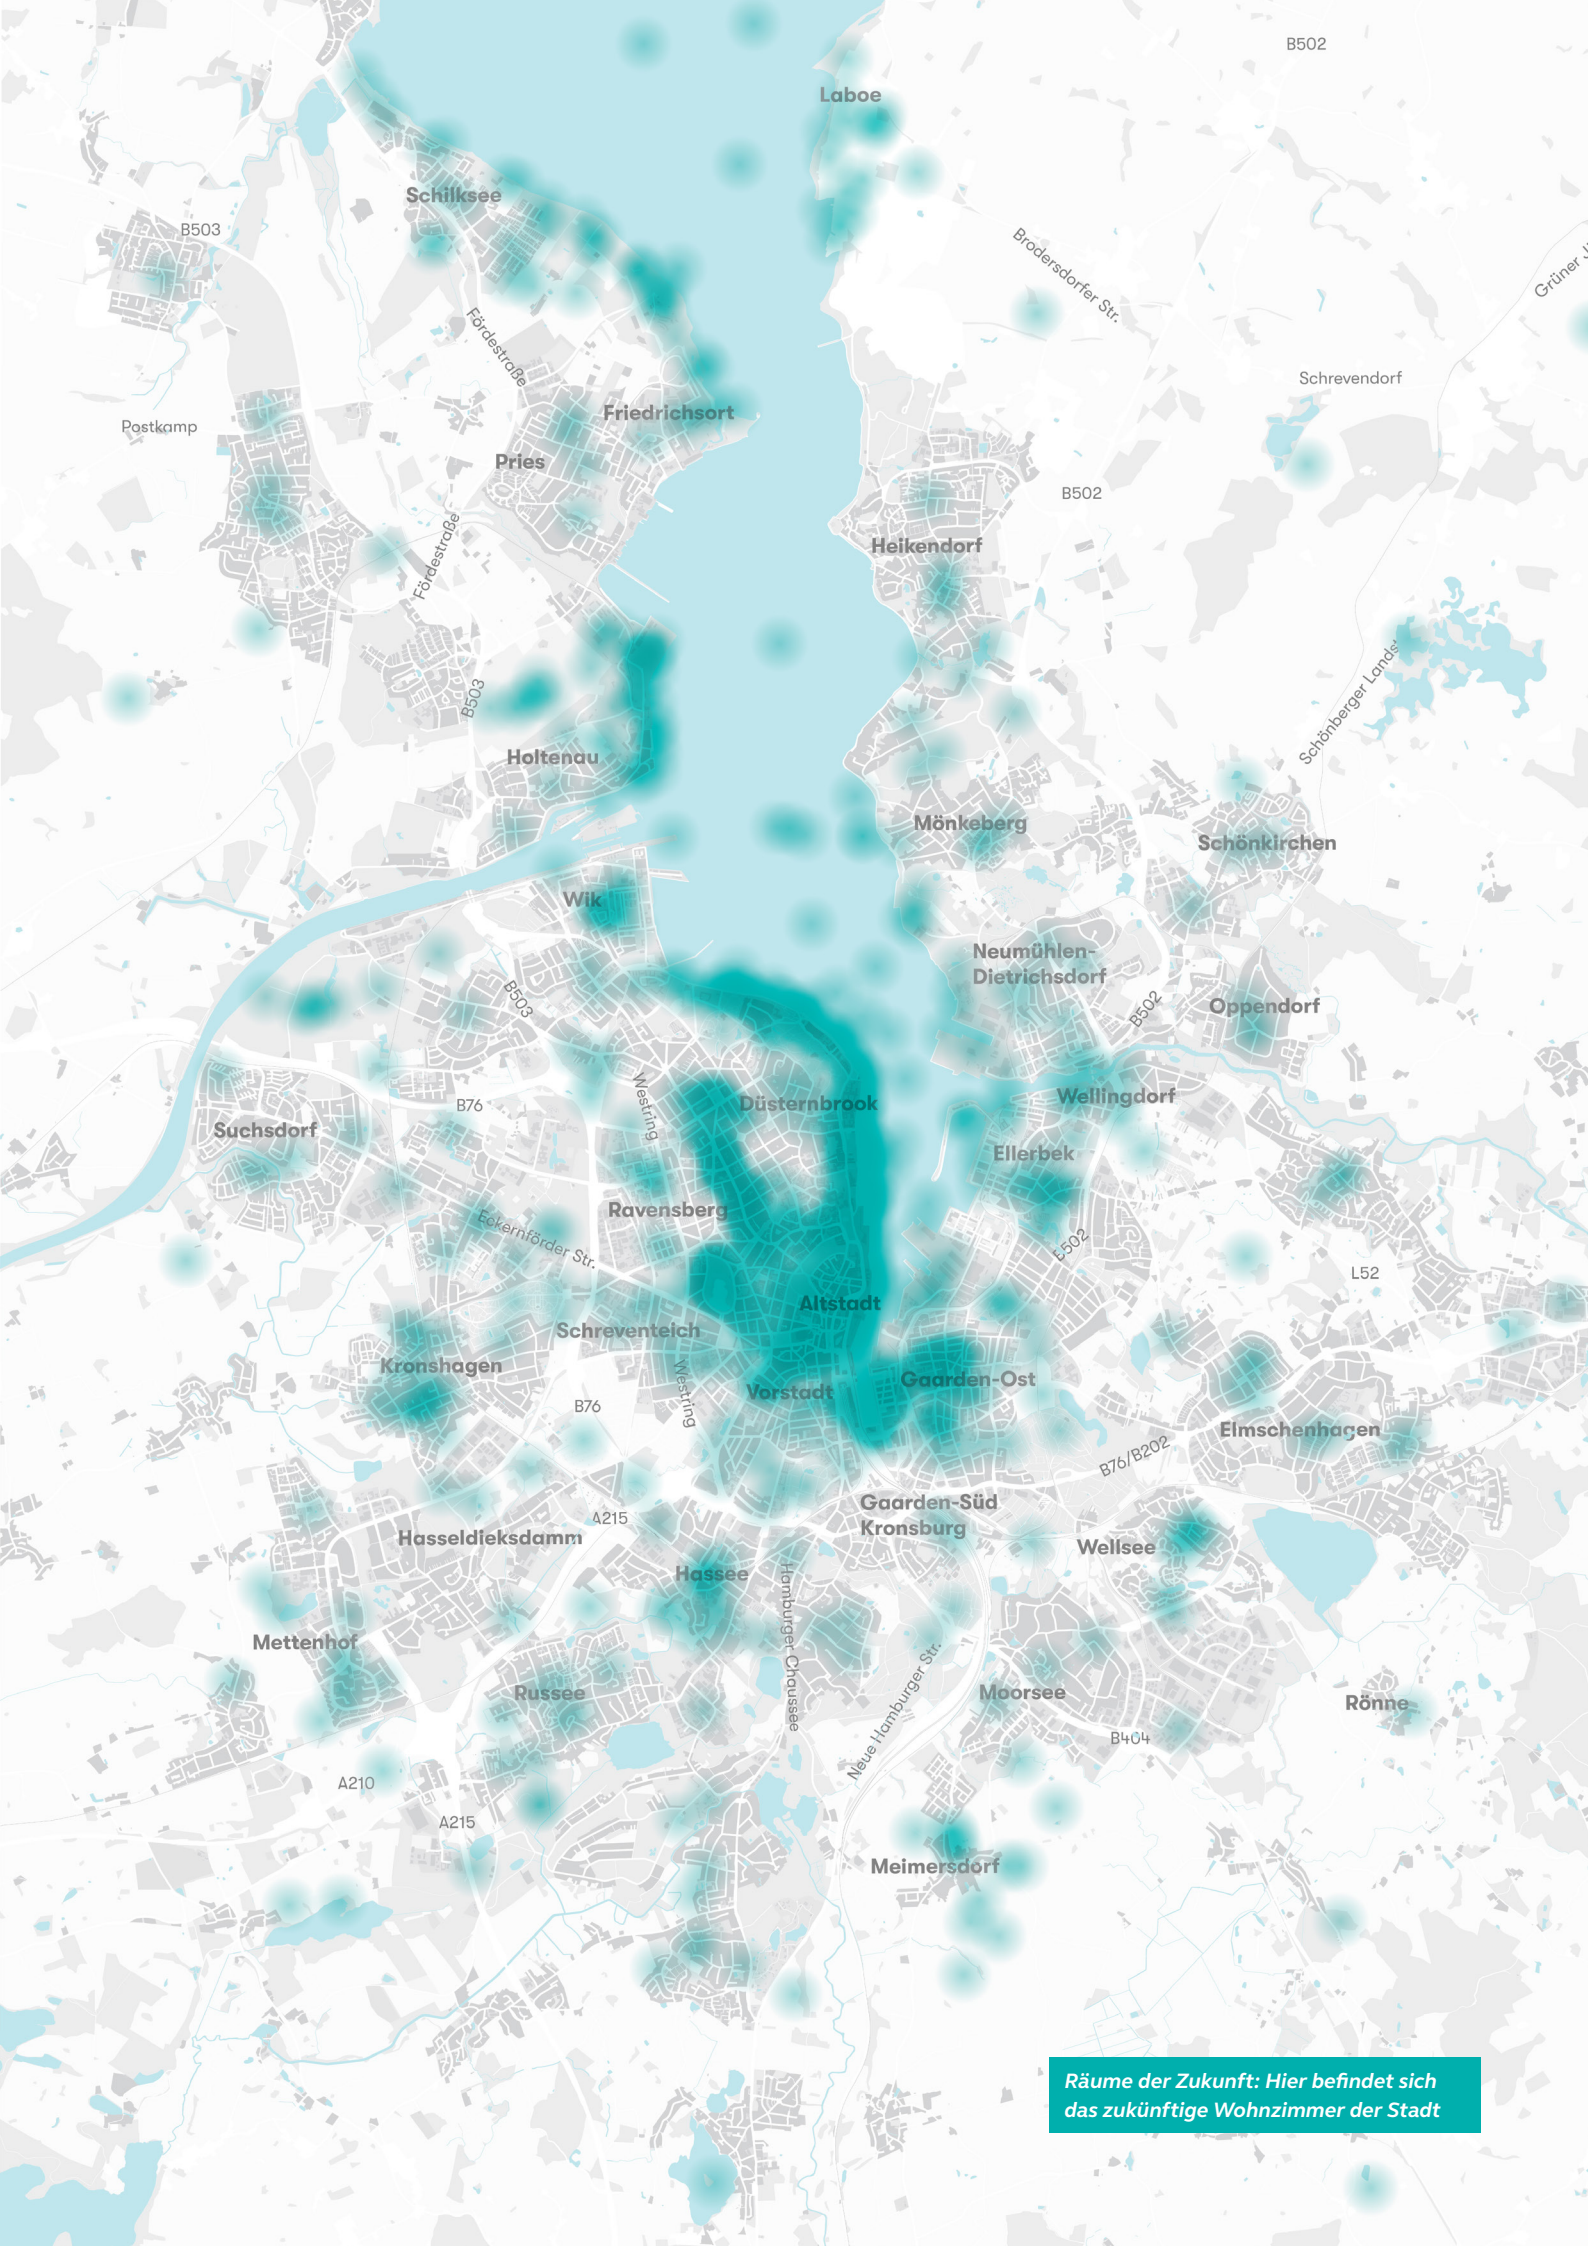 B502
Laboe
Schilksee
B503
Brodersdorfer Str.
Fördestraße
Schrevendorf
Friedrichsort
Postkamp
Pries
B502
Heikendorf
Fördestraße
B503
Schönberger
Holtenau
Mönkeberg
Schönkirchen
Wik
Neumühlen-
Dietrichsdorf
B503
B502
Oppendorf
Westring
Düsternbrook
Wellingdorf
B76
Suchsdorf
Ellerbek
Ravensberg
Eckernförder Str.
B502
L52
Altstadt
Schreventeich
Kronshagen
Westring
Vorstadt
Gaarden-Ost
B76
Elmschenhagen
B76/B202
Gaarden-Süd
Kronsburg
A215
Hasseldieksdamm
Wellsee
Hassee
Hamburger Chaussee
Mettenhof
Neue Hamburger Str.
Russee
Moorsee
Rönne
B404
A210
A215
Meimersdorf
Räume der Zukunft: Hier befindet sich
das zukünftige Wohnzimmer der Stadt